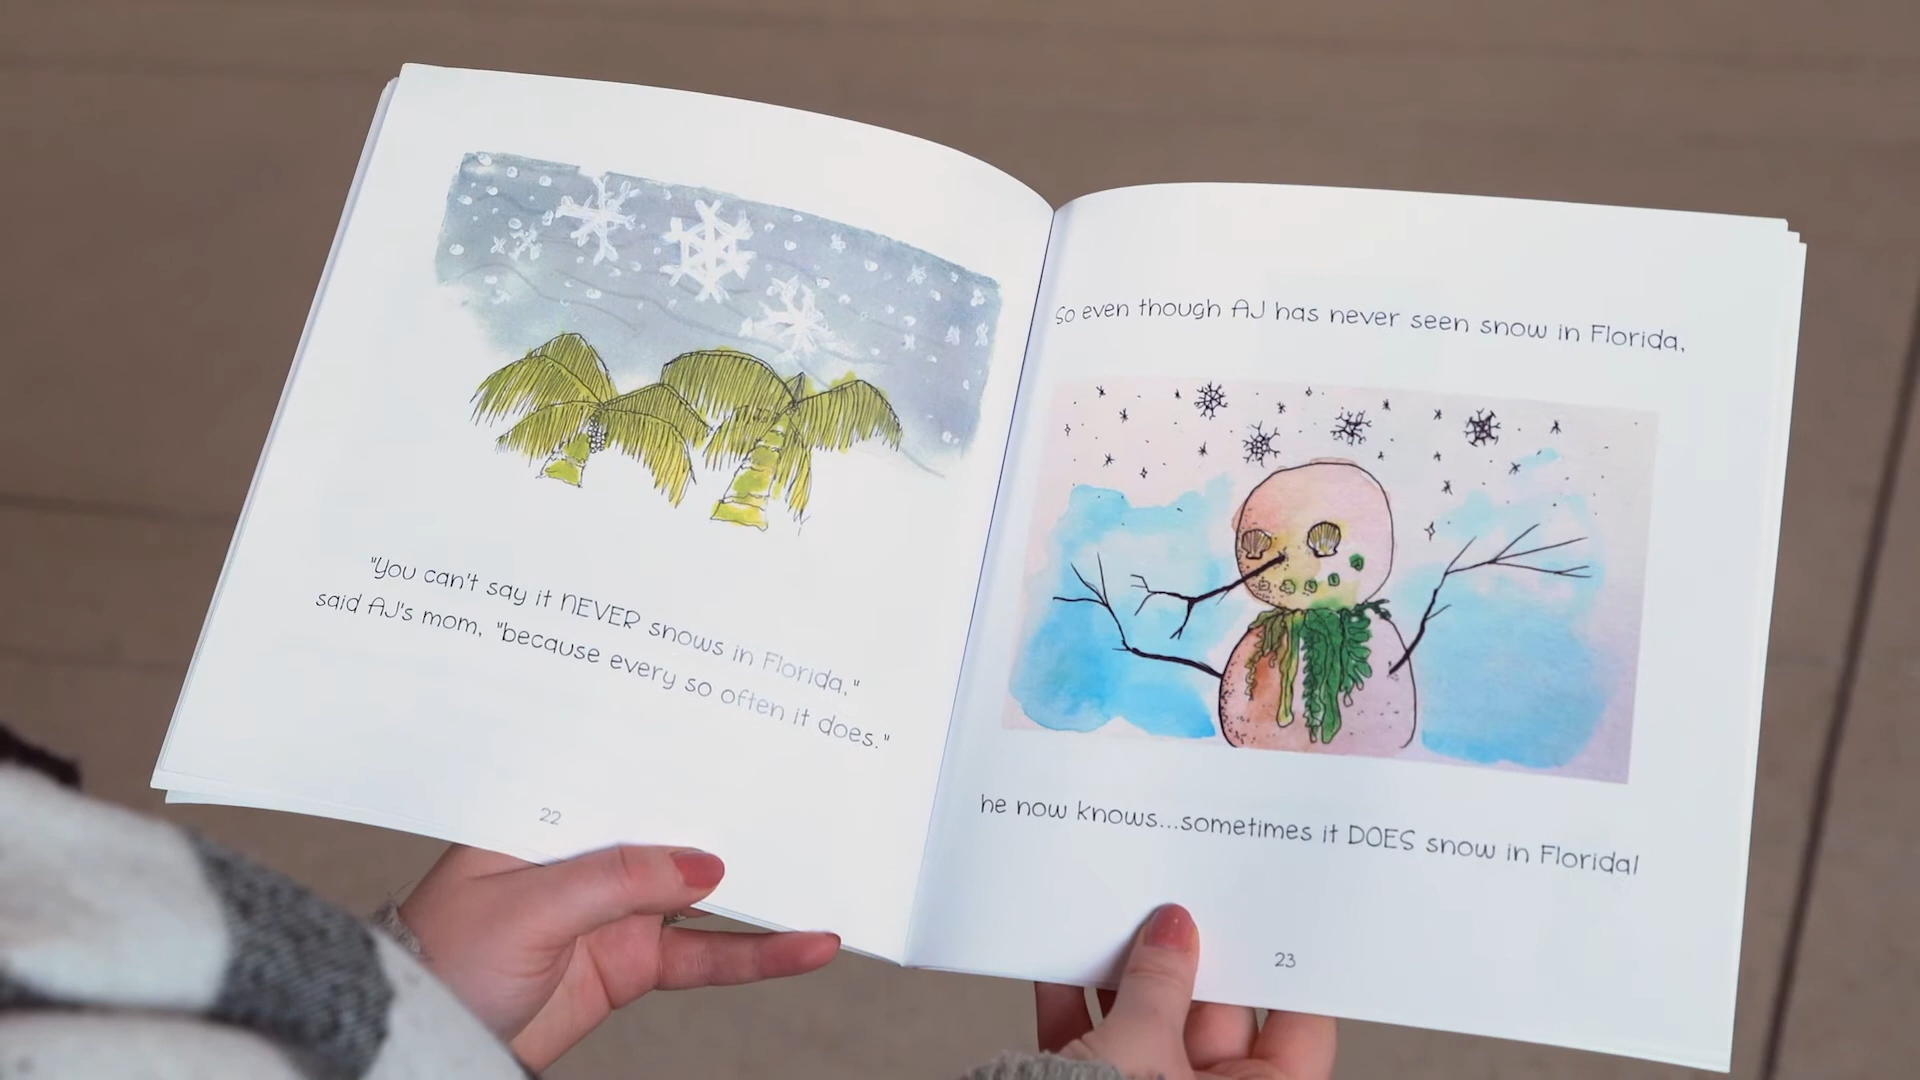 "You can't say it NEVER snows in Florida,"
said AJ's mom, "because every so often it does."
22
So even though AJ has never seen snow in Florida,
he now knows...sometimes it DOES snow in Florida!
23